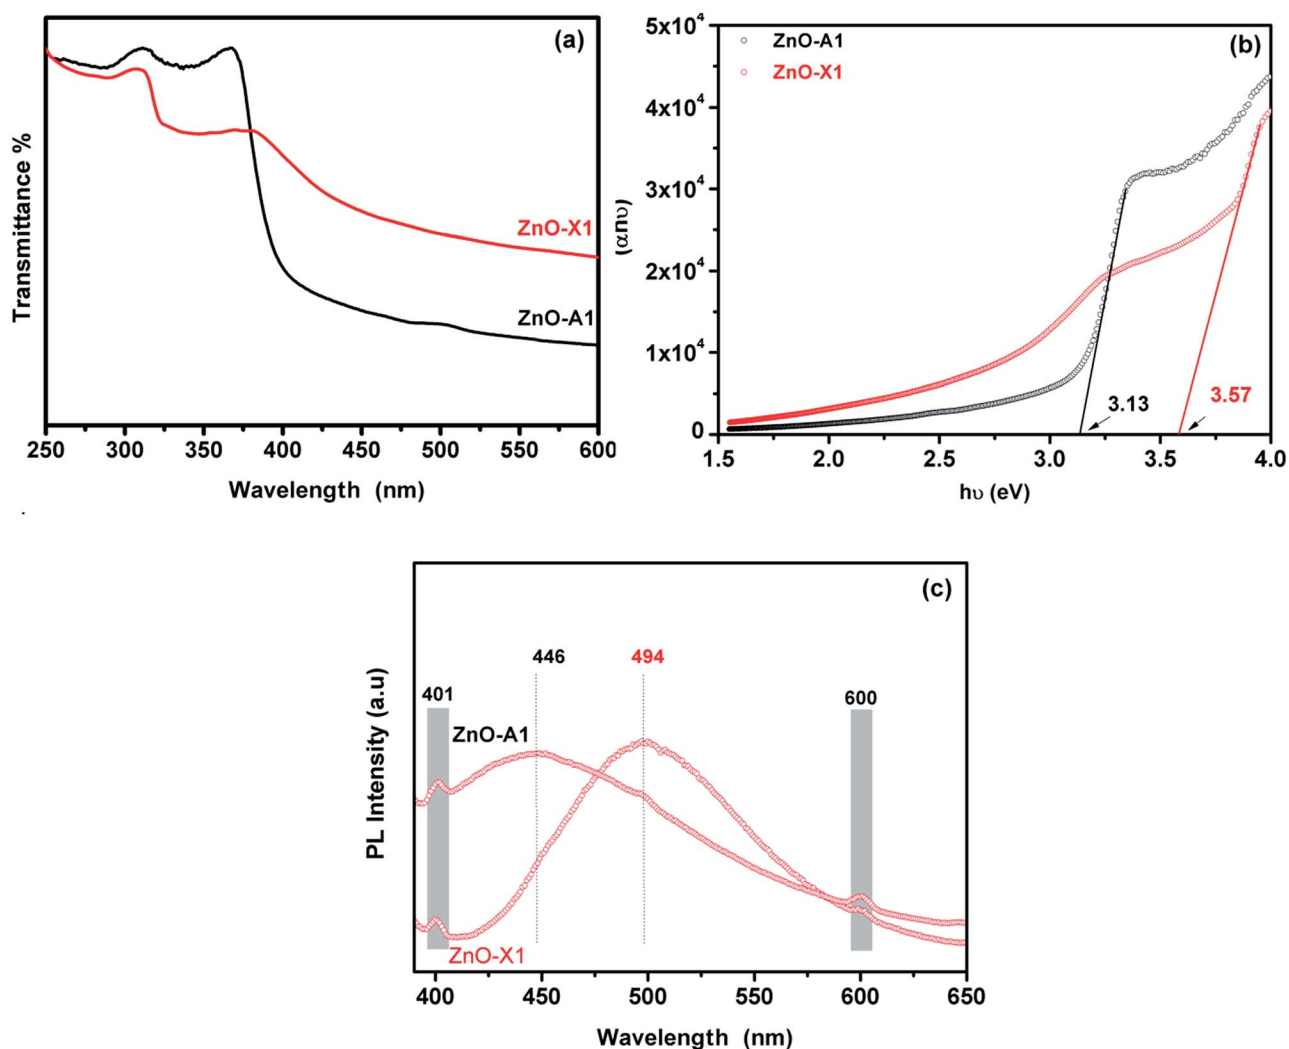 (a)
Transmittance %
ZnO-X1
ZnO-A1
250 300 350 400 450 500 550 600
Wavelength (nm)
(b)
ZnO-A1
ZnO-X1
(αnυ)
5x10⁴
4x10⁴
3x10⁴
2x10⁴
1x10⁴
0
3.13
3.57
1.5 2.0 2.5 3.0 3.5 4.0
hυ (eV)
(c)
PL Intensity (a.u)
401
446
494
600
ZnO-A1
ZnO-X1
400 450 500 550 600 650
Wavelength (nm)